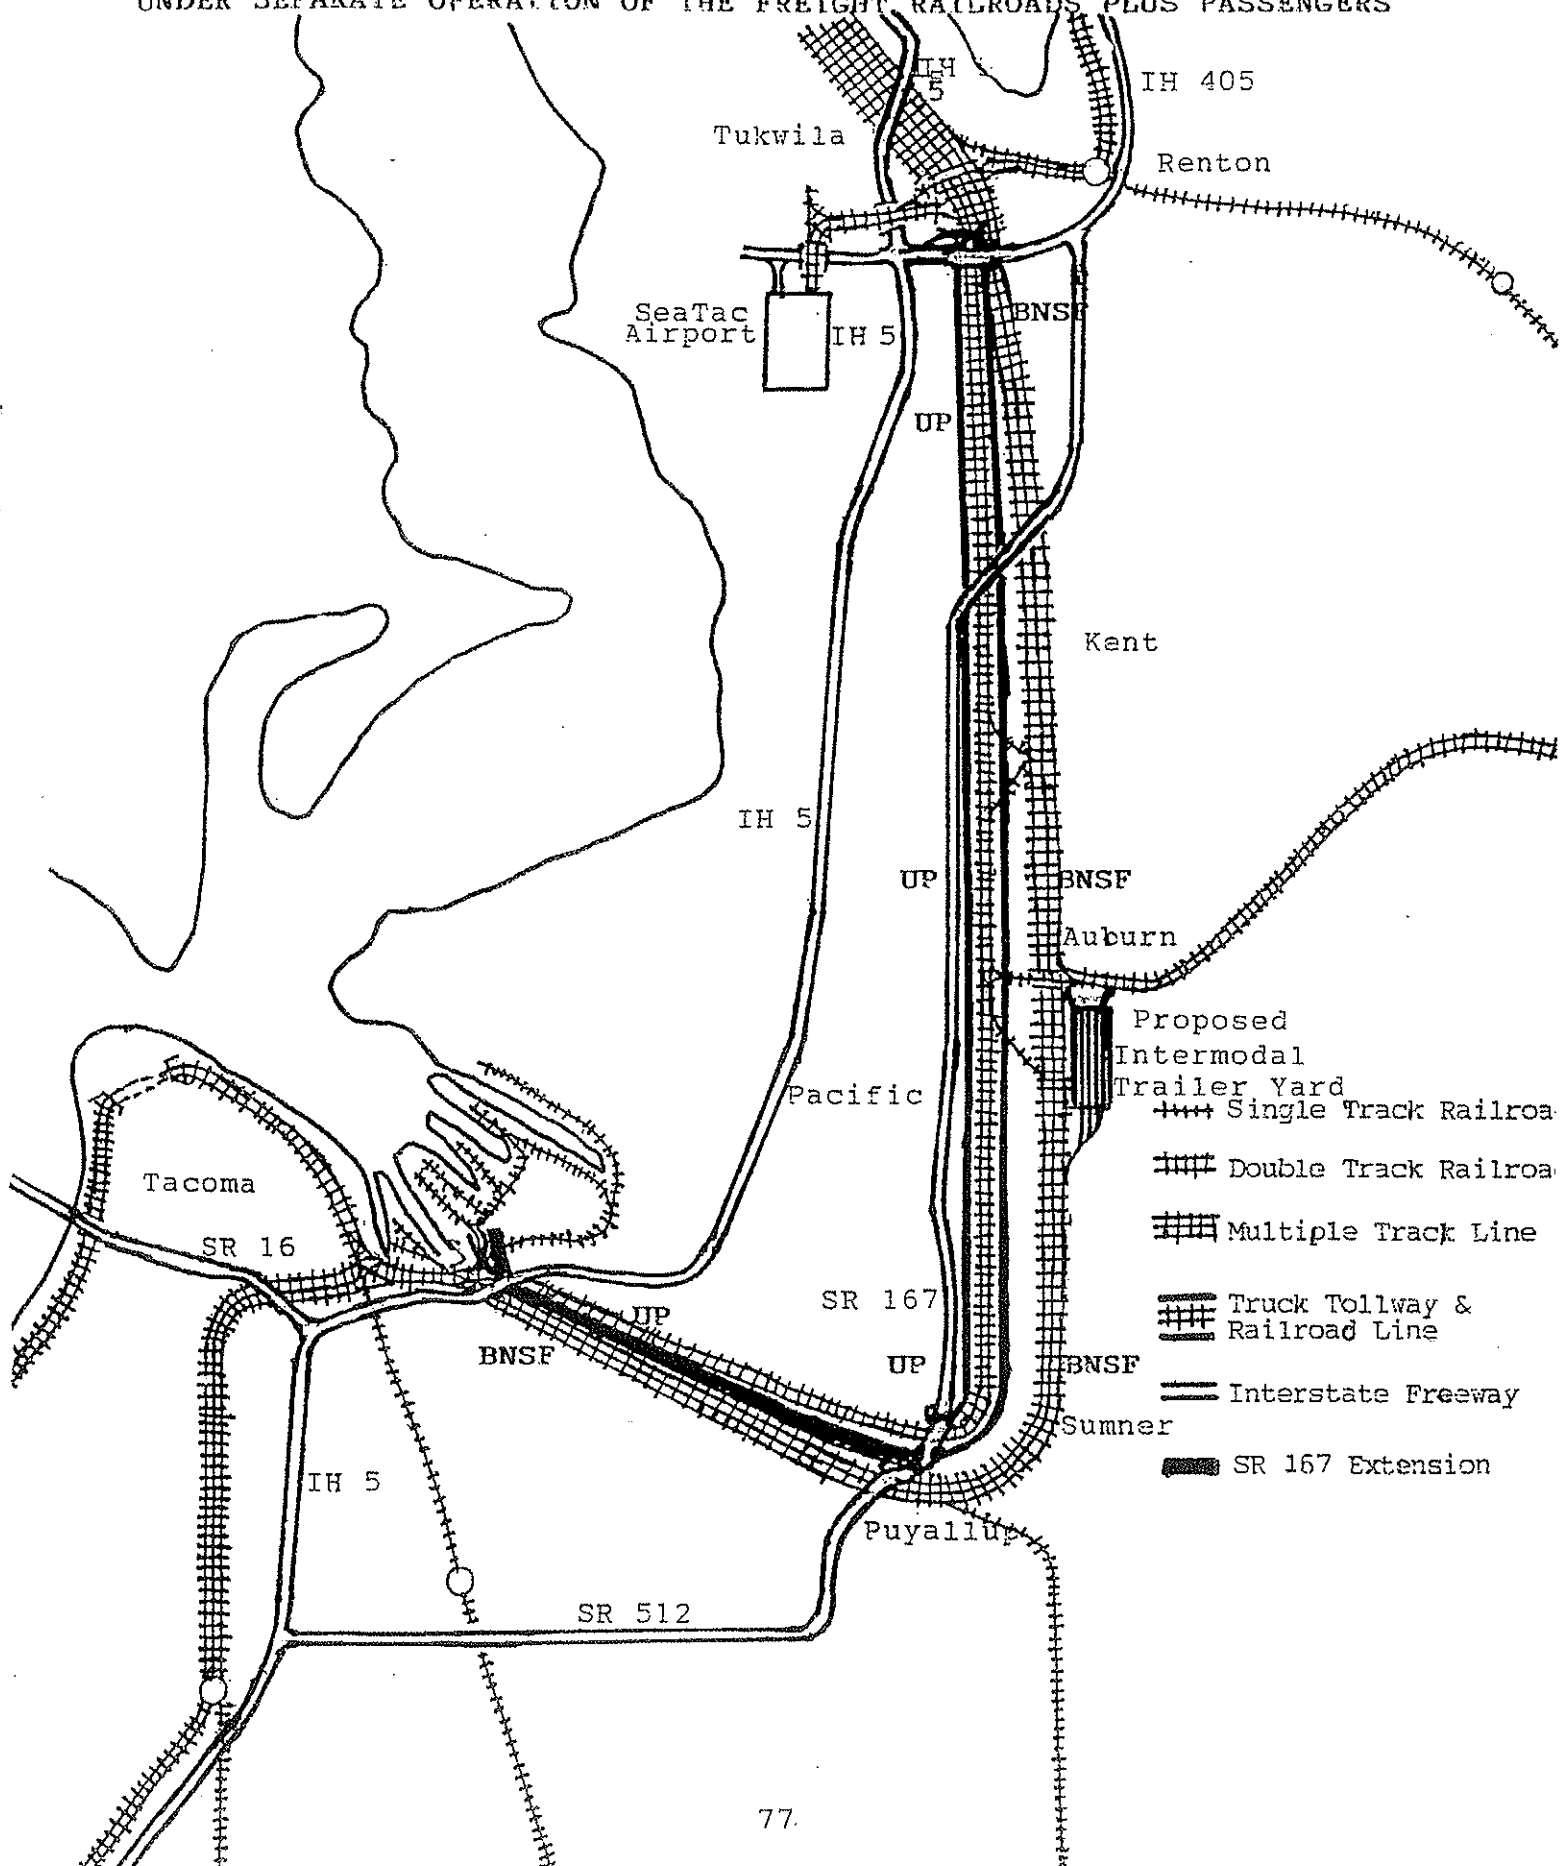 UNDER SEPARATE OPERATION OF THE FREIGHT RAILROADS PLUS PASSENGERS
IH
5
IH 405
Tukwila
Renton
SeaTac
Airport
IH 5
BNSF
UP
Kent
IH 5
UP
BNSF
Auburn
Proposed
Intermodal
Trailer Yard
Pacific
Single Track Railroa
Double Track Railroa
Tacoma
Multiple Track Line
SR 16
SR 167
Truck Tollway &
Railroad Line
UP
BNSF
UP
BNSF
Interstate Freeway
Sumner
SR 167 Extension
IH 5
Puyallup
SR 512
77